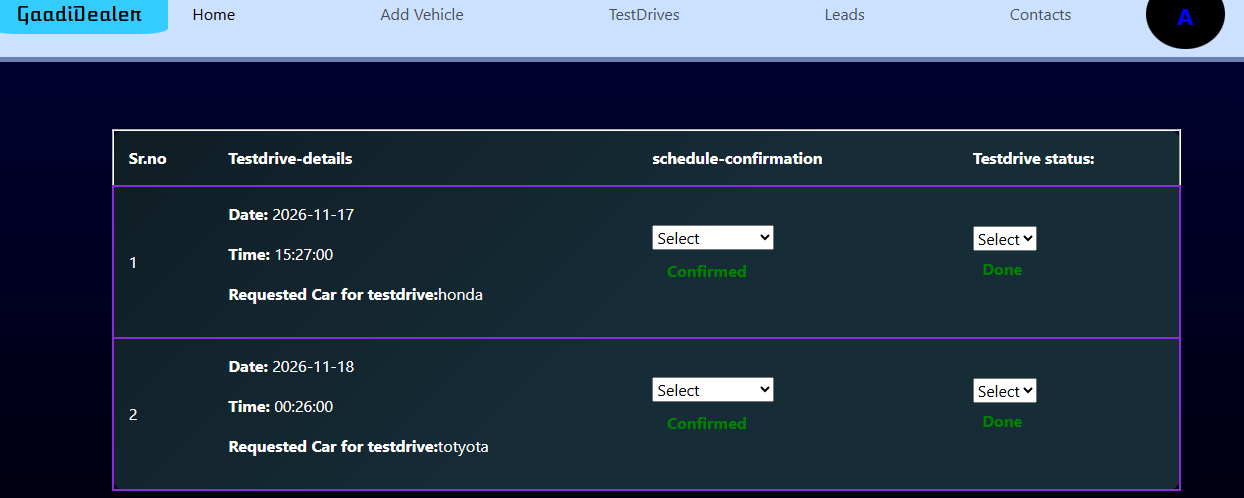 GaadiDealer Home Add Vehicle TestDrives Leads Contacts A
Sr.no Testdrive-details schedule-confirmation Testdrive status:
Date: 2026-11-17
Select Select
1 Time: 15:27:00
Confirmed Done
Requested Car for testdrive:honda
Date: 2026-11-18
Select Select
2 Time: 00:26:00
Confirmed Done
Requested Car for testdrive:totyota